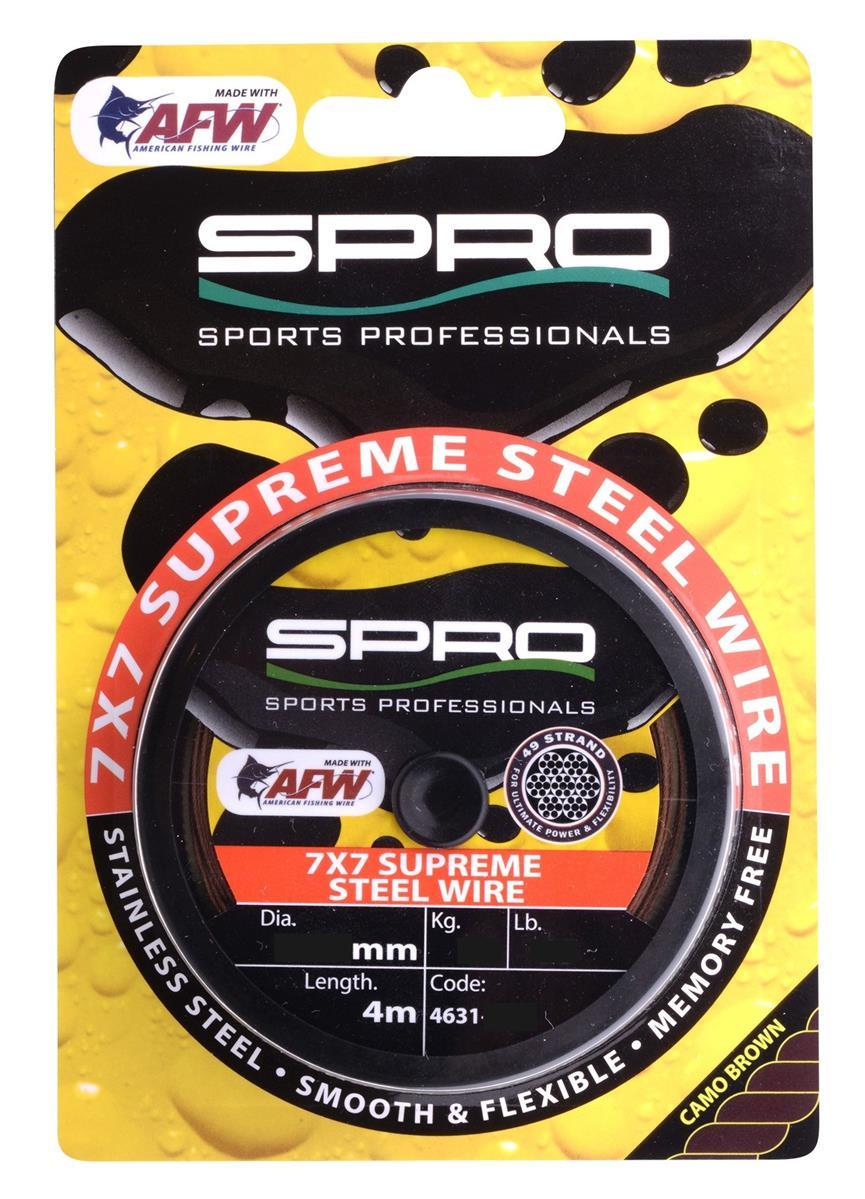 MADE WITH
AFW
AMERICAN FISHING WIRE
SPRO
SPORTS PROFESSIONALS
7X7 SUPREME STEEL WIRE
SPRO
SPORTS PROFESSIONALS
MADE WITH
AFW
AMERICAN FISHING WIRE
49 STRAND
FOR ULTIMATE POWER & FLEXIBILITY
7X7 SUPREME
STEEL WIRE
Dia. Kg. Lb.
mm
Length. Code:
4m 4631-
STAINLESS STEEL • SMOOTH & FLEXIBLE • MEMORY FREE
CAMO BROWN